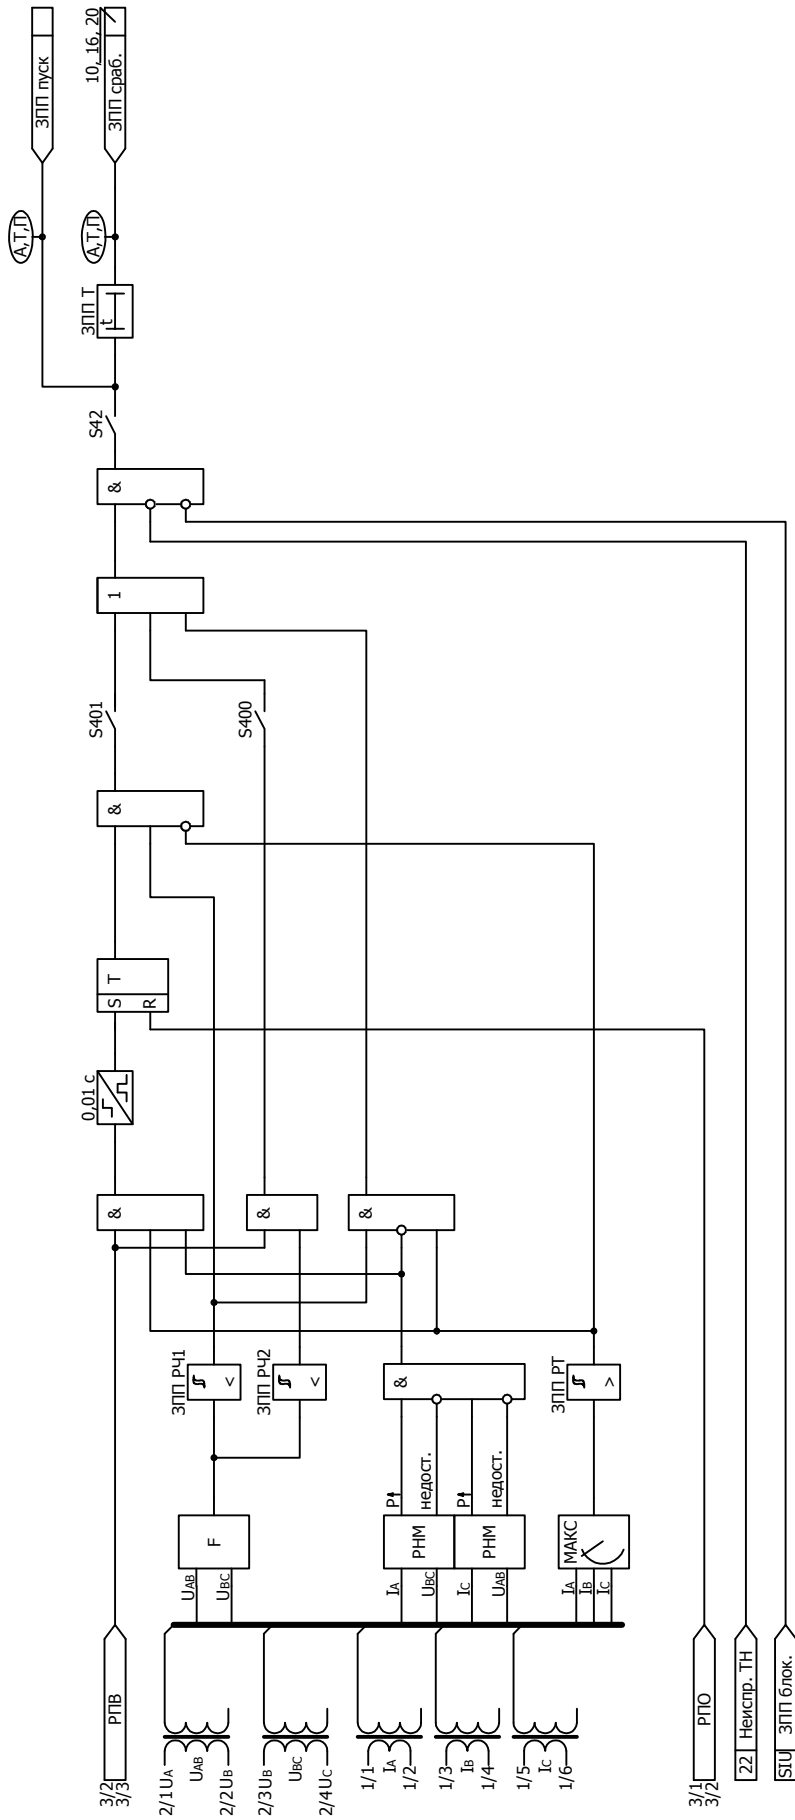 ЗПП пуск
10, 16, 20
ЗПП сраб.
А,Т,П
А,Т,П
ЗПП Т
t
S42
&
1
S401
S400
&
T
S
R
0,01 с
&
&
&
ЗПП РЧ1
<
ЗПП РЧ2
<
&
ЗПП РТ
>
P
недост.
P
недост.
F
РНМ
РНМ
МАКС
UAB
UBC
IA
UBC
IC
UAB
IA
IB
IC
3/2
3/3
РПВ
2/1 UA
UAB
2/2 UB
2/3 UB
UBC
2/4 UC
1/1
IA
1/2
1/3
IB
1/4
1/5
IC
1/6
3/1
3/2
РПО
22 Неиспр. ТН
SIU ЗПП блок.